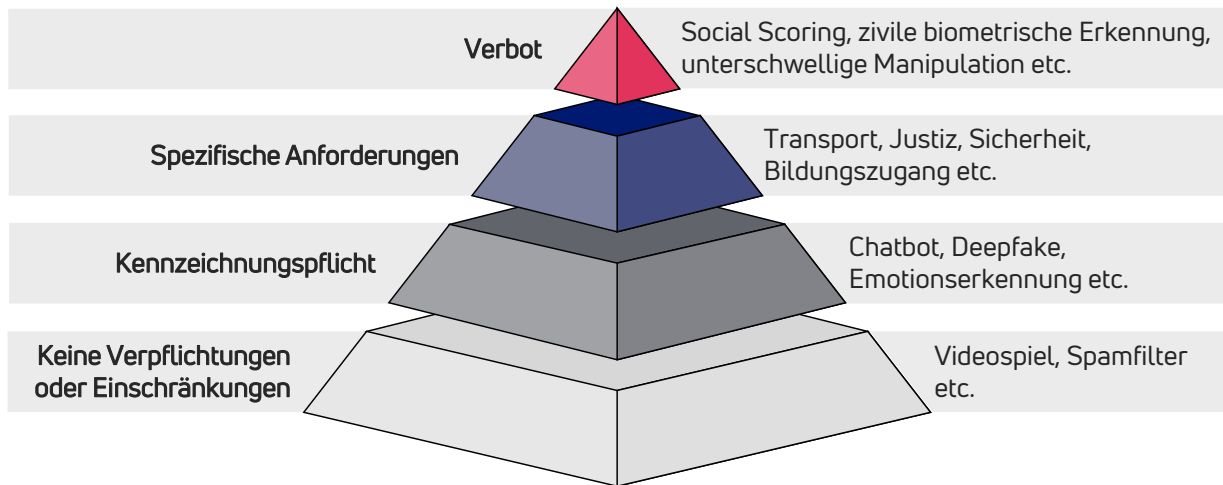 Verbot
Social Scoring, zivile biometrische Erkennung,
unterschwellige Manipulation etc.
Spezifische Anforderungen
Transport, Justiz, Sicherheit,
Bildungszugang etc.
Kennzeichnungspflicht
Chatbot, Deepfake,
Emotionserkennung etc.
Keine Verpflichtungen
oder Einschränkungen
Videospiel, Spamfilter
etc.